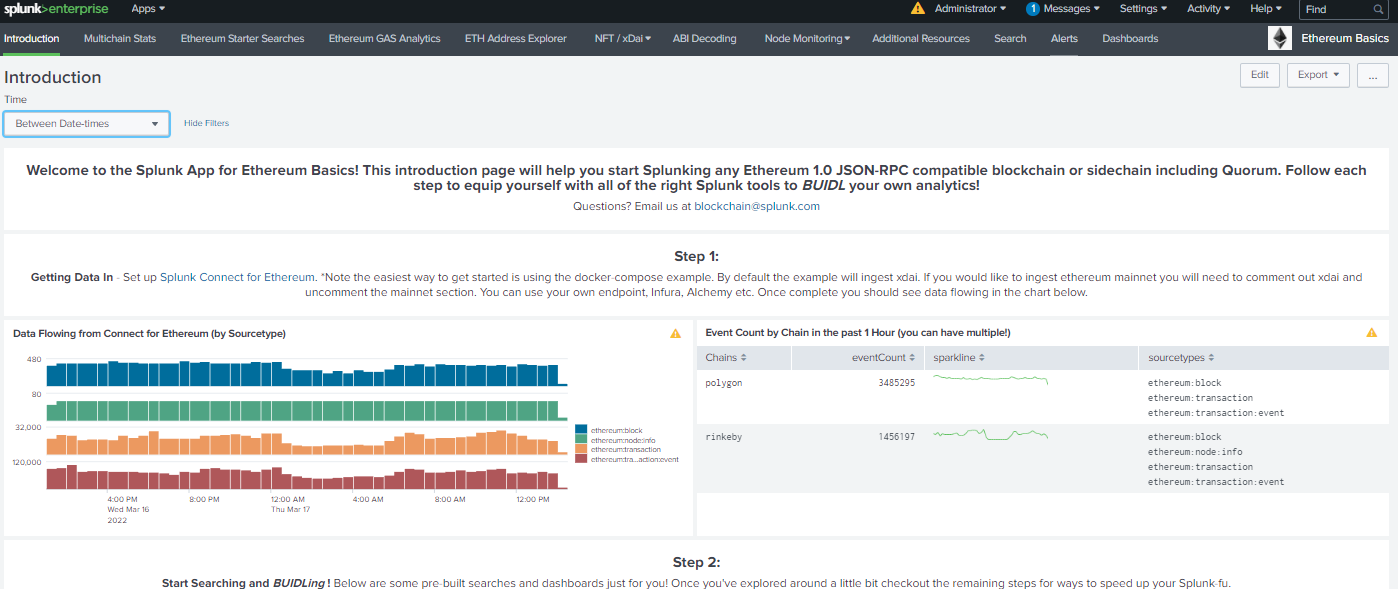 splunk>enterprise Apps Administrator 1 Messages Settings Activity Help Find
Introduction Multichain Stats Ethereum Starter Searches Ethereum GAS Analytics ETH Address Explorer NFT / xDai ABI Decoding Node Monitoring Additional Resources Search Alerts Dashboards Ethereum Basics
Introduction
Edit Export ...
Time
Between Date-times Hide Filters
Welcome to the Splunk App for Ethereum Basics! This introduction page will help you start Splunking any Ethereum 1.0 JSON-RPC compatible blockchain or sidechain including Quorum. Follow each
step to equip yourself with all of the right Splunk tools to BUIDL your own analytics!
Questions? Email us at blockchain@splunk.com
Step 1:
Getting Data In - Set up Splunk Connect for Ethereum. *Note the easiest way to get started is using the docker-compose example. By default the example will ingest xdai. If you would like to ingest ethereum mainnet you will need to comment out xdai and
uncomment the mainnet section. You can use your own endpoint, Infura, Alchemy etc. Once complete you should see data flowing in the chart below.
Data Flowing from Connect for Ethereum (by Sourcetype)
480
80
32,000
120,000
ethereum:block
ethereum:node:info
ethereum:transaction
ethereum:tra...action:event
4:00 PM 8:00 PM 12:00 AM 4:00 AM 8:00 AM 12:00 PM
Wed Mar 16 Thu Mar 17
2022
Event Count by Chain in the past 1 Hour (you can have multiple!)
Chains eventCount sparkline sourcetypes
polygon 3485295 ethereum:block
ethereum:transaction
ethereum:transaction:event
rinkeby 1456197 ethereum:block
ethereum:node:info
ethereum:transaction
ethereum:transaction:event
Step 2:
Start Searching and BUIDLing ! Below are some pre-built searches and dashboards just for you! Once you've explored around a little bit checkout the remaining steps for ways to speed up your Splunk-fu.